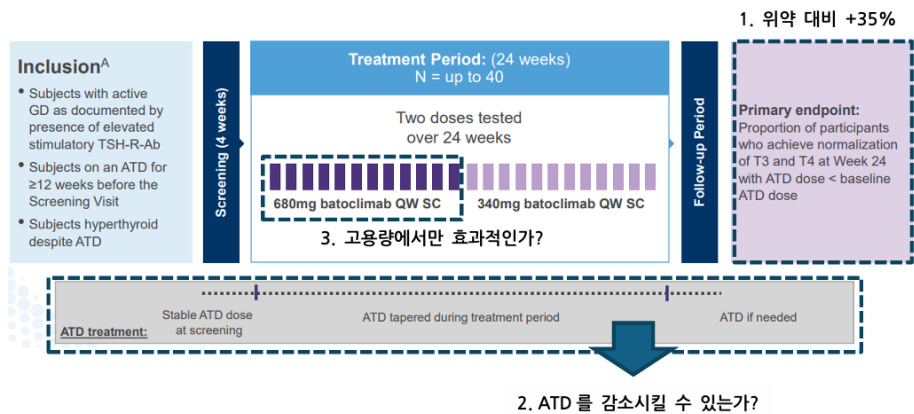 1. 위약 대비 +35%
Inclusion^A
• Subjects with active
GD as documented by
presence of elevated
stimulatory TSH-R-Ab
• Subjects on an ATD for
≥12 weeks before the
Screening Visit
• Subjects hyperthyroid
despite ATD
Screening (4 weeks)
Treatment Period: (24 weeks)
N = up to 40
Two doses tested
over 24 weeks
680mg batoclimab QW SC
340mg batoclimab QW SC
3. 고용량에서만 효과적인가?
Follow-up Period
Primary endpoint:
Proportion of participants
who achieve normalization
of T3 and T4 at Week 24
with ATD dose < baseline
ATD dose
ATD treatment:
Stable ATD dose
at screening
ATD tapered during treatment period
ATD if needed
2. ATD 를 감소시킬 수 있는가?